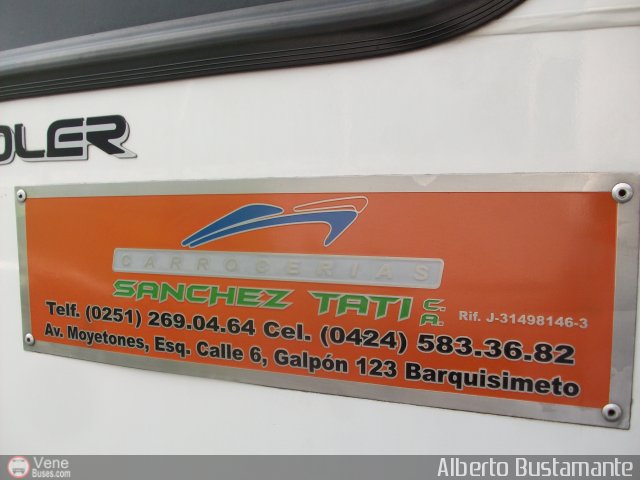 OLER
CARROCERIAS
SANCHEZ TATI C.A.
Rif. J-31498146-3
Telf. (0251) 269.04.64 Cel. (0424) 583.36.82
Av. Moyetones, Esq. Calle 6, Galpón 123 Barquisimeto
Vene
Buses.com
Alberto Bustamante